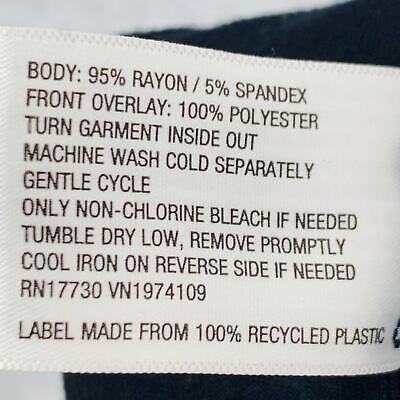 BODY: 95% RAYON / 5% SPANDEX
FRONT OVERLAY: 100% POLYESTER
TURN GARMENT INSIDE OUT
MACHINE WASH COLD SEPARATELY
GENTLE CYCLE
ONLY NON-CHLORINE BLEACH IF NEEDED
TUMBLE DRY LOW, REMOVE PROMPTLY
COOL IRON ON REVERSE SIDE IF NEEDED
RN17730 VN1974109
LABEL MADE FROM 100% RECYCLED PLASTIC